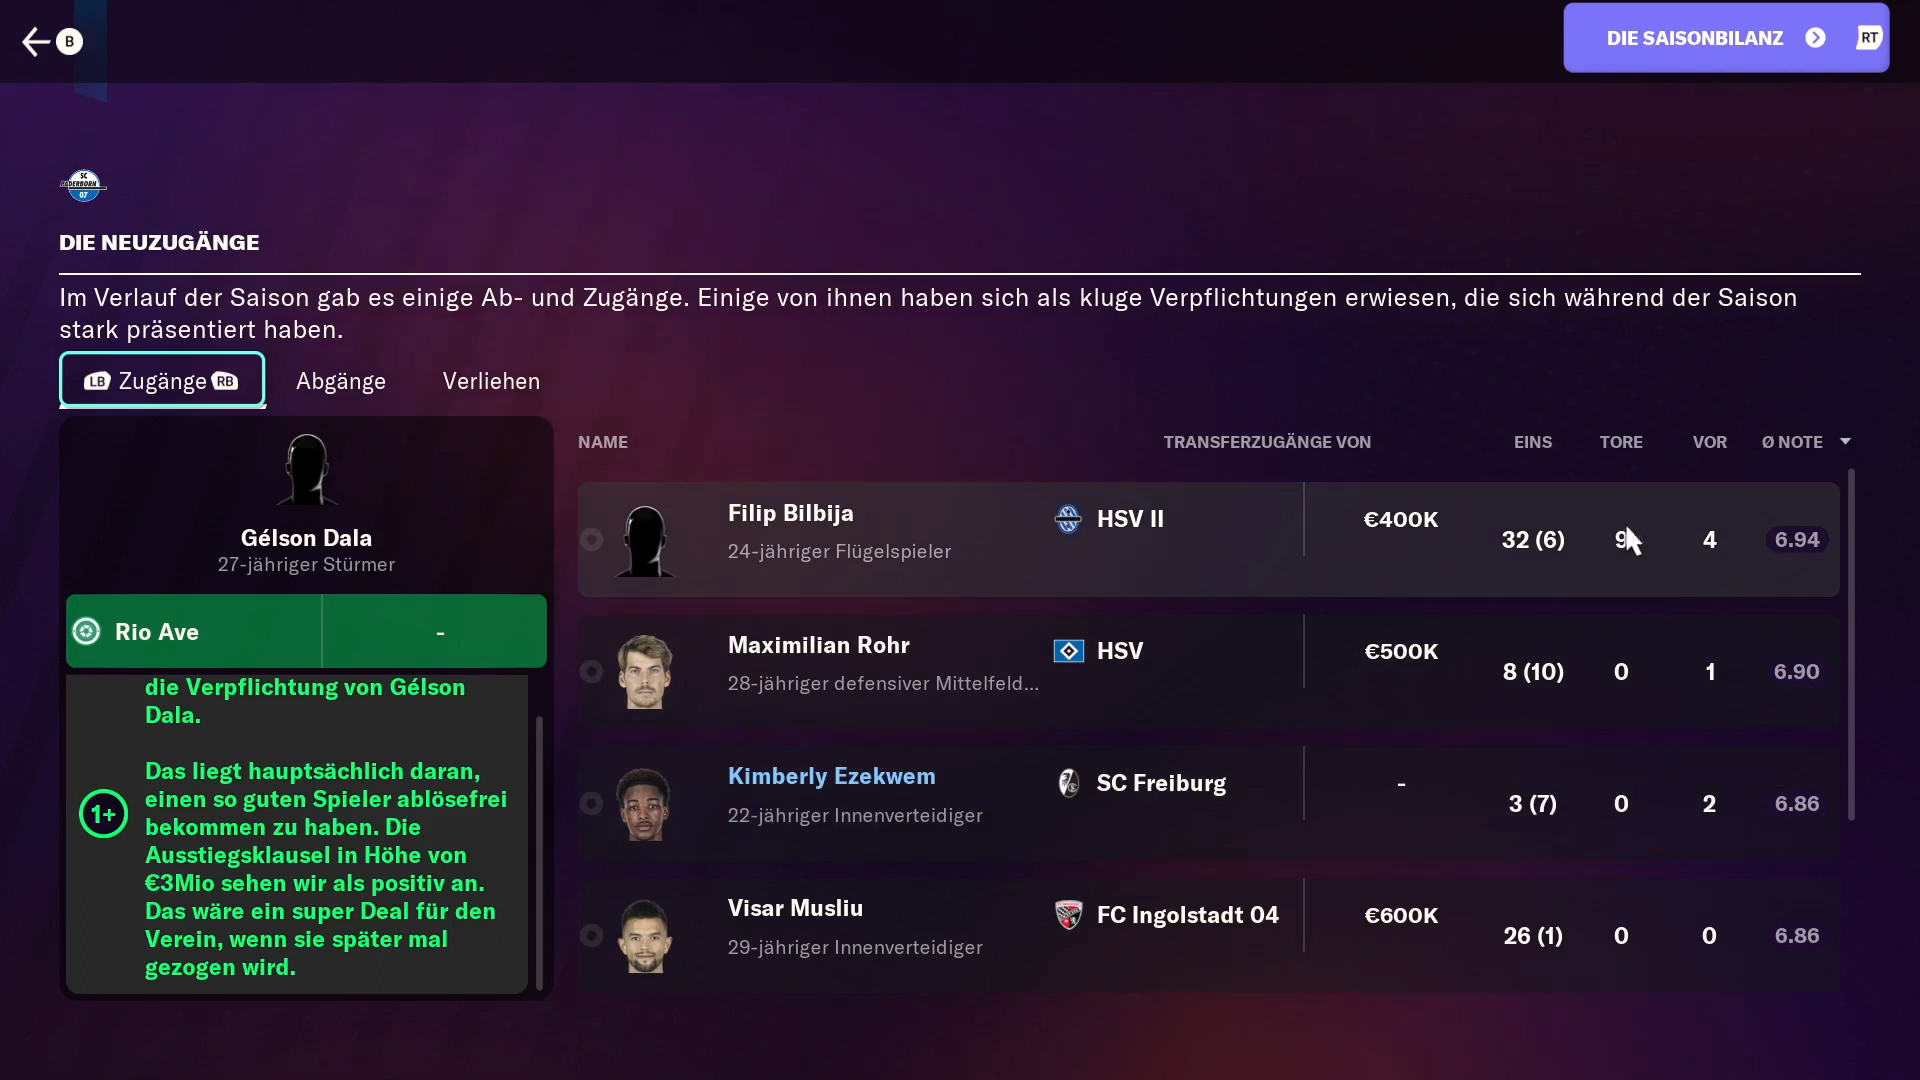 B
DIE SAISONBILANZ
RT
SC
PADERBORN
07
DIE NEUZUGÄNGE
Im Verlauf der Saison gab es einige Ab- und Zugänge. Einige von ihnen haben sich als kluge Verpflichtungen erwiesen, die sich während der Saison
stark präsentiert haben.
LB Zugänge RB Abgänge Verliehen
Gélson Dala
27-jähriger Stürmer
Rio Ave -
die Verpflichtung von Gélson
Dala.
1+
Das liegt hauptsächlich daran,
einen so guten Spieler ablösefrei
bekommen zu haben. Die
Ausstiegsklausel in Höhe von
€3Mio sehen wir als positiv an.
Das wäre ein super Deal für den
Verein, wenn sie später mal
gezogen wird.
NAME TRANSFERZUGÄNGE VON EINS TORE VOR Ø NOTE
Filip Bilbija HSV II €400K 32 (6) 9 4 6.94
24-jähriger Flügelspieler
Maximilian Rohr HSV €500K 8 (10) 0 1 6.90
28-jähriger defensiver Mittelfeld...
Kimberly Ezekwem SC Freiburg - 3 (7) 0 2 6.86
22-jähriger Innenverteidiger
Visar Musliu FC Ingolstadt 04 €600K 26 (1) 0 0 6.86
29-jähriger Innenverteidiger